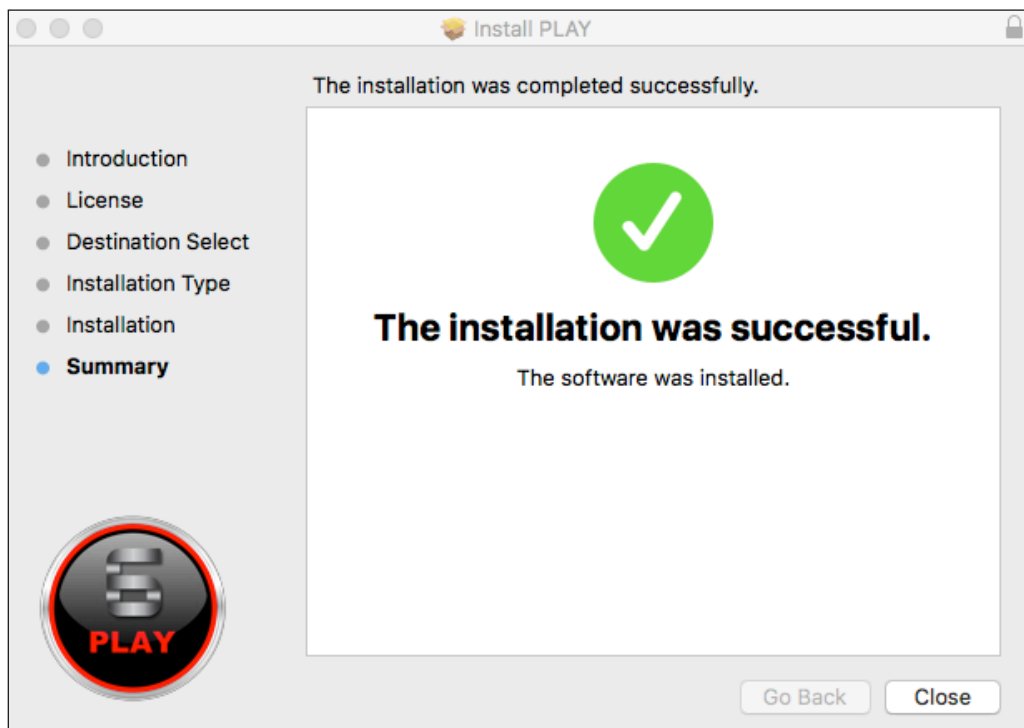 Install PLAY
The installation was completed successfully.
Introduction
License
Destination Select
Installation Type
Installation
Summary
The installation was successful.
The software was installed.
6
PLAY
Go Back
Close